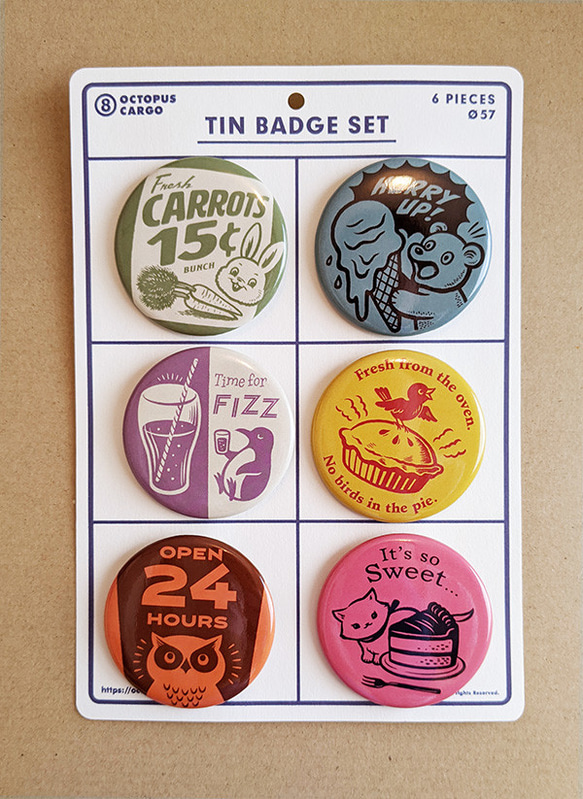 8 OCTOPUS
CARGO
TIN BADGE SET
6 PIECES
Ø57
Fresh
CARROTS
15¢
BUNCH
HURRY
UP!
Time for
FIZZ
Fresh from the oven.
No birds in the pie.
OPEN
24
HOURS
It's so
Sweet...
https://oc
rights Reserved.